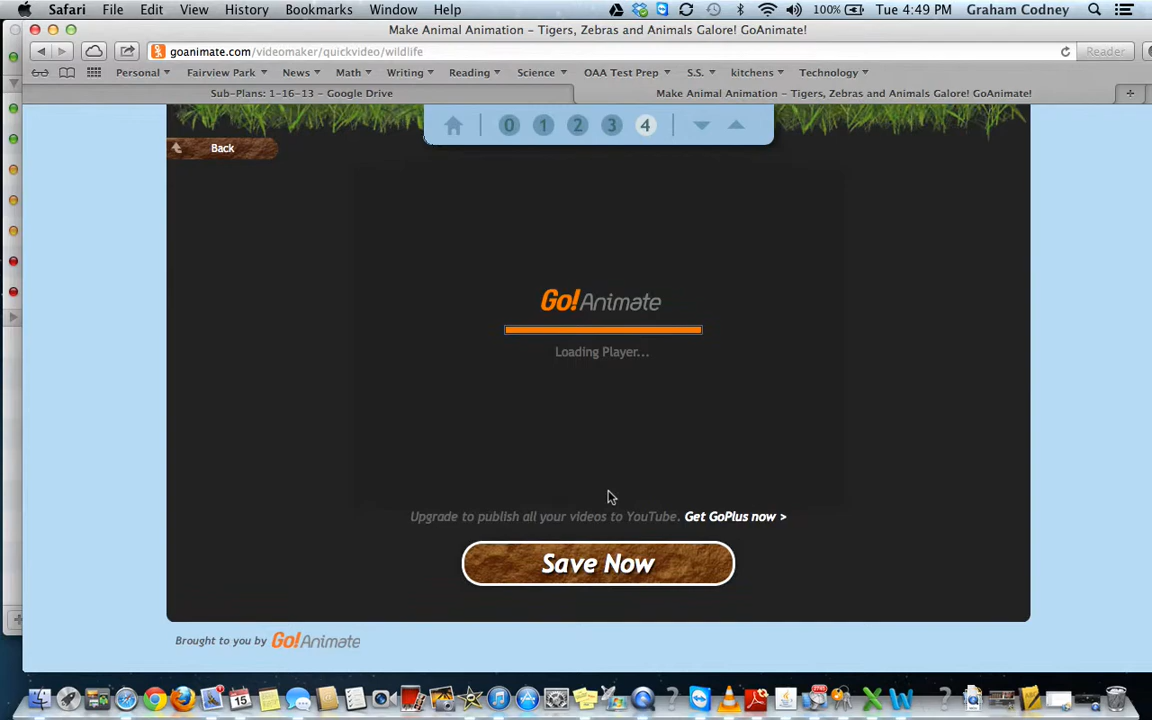 Safari File Edit View History Bookmarks Window Help 100% Tue 4:49 PM Graham Codney
Make Animal Animation – Tigers, Zebras and Animals Galore! GoAnimate!
goanimate.com/videomaker/quickvideo/wildlife Reader
Personal Fairview Park News Math Writing Reading Science OAA Test Prep S.S. kitchens Technology
Sub-Plans: 1-16-13 – Google Drive Make Animal Animation – Tigers, Zebras and Animals Galore! GoAnimate!
0 1 2 3 4
Back
Go!Animate
Loading Player...
Upgrade to publish all your videos to YouTube. Get GoPlus now >
Save Now
Brought to you by Go!Animate
15